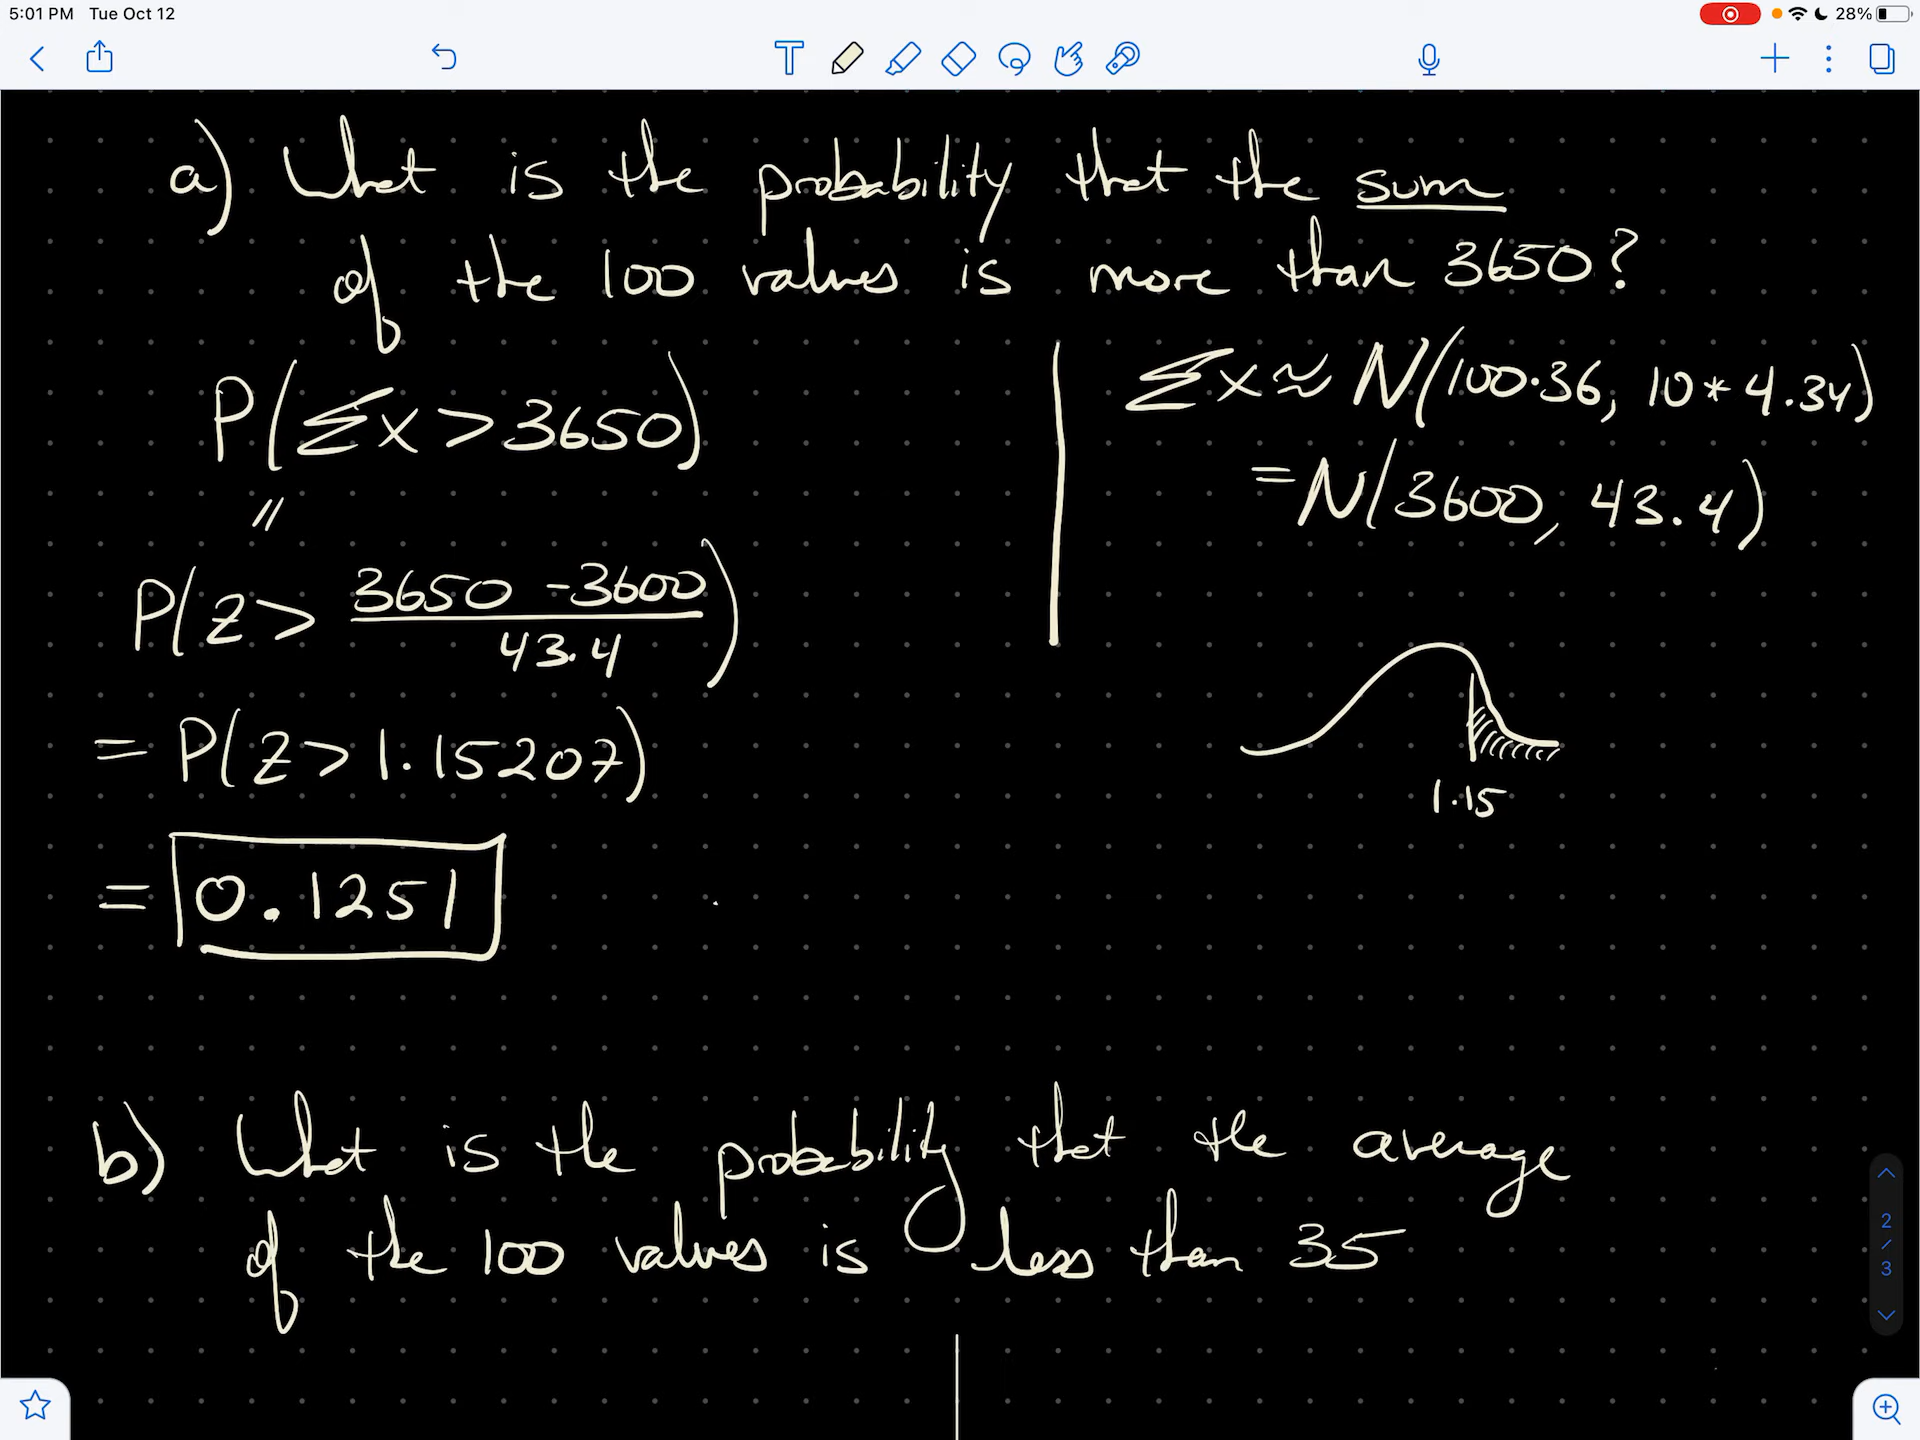 5:01 PM Tue Oct 12
28%
a) What is the probability that the sum
of the 100 values is more than 3650?
P(Σx > 3650)
=
P(z > (3650 - 3600)/43.4)
= P(z > 1.15207)
= 0.1251
Σx ≈ N(100·36, 10*4.34)
= N(3600, 43.4)
1.15
b) What is the probability that the average
of the 100 values is less than 35
2
/
3